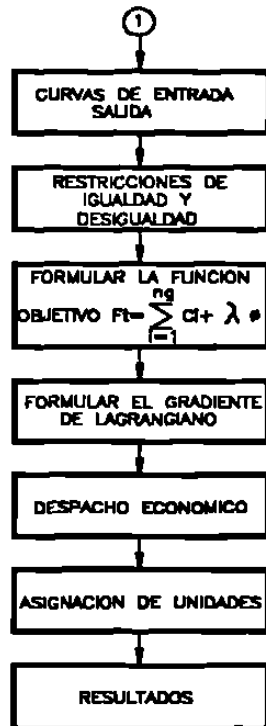 1
CURVAS DE ENTRADA
SALIDA
RESTRICCIONES DE
IGUALDAD Y
DESIGUALDAD
FORMULAR LA FUNCION
OBJETIVO Ft= ng ∑ i=1 Ci+ λ ø
FORMULAR EL GRADIENTE
DE LAGRANGIANO
DESPACHO ECONOMICO
ASIGNACION DE UNIDADES
RESULTADOS